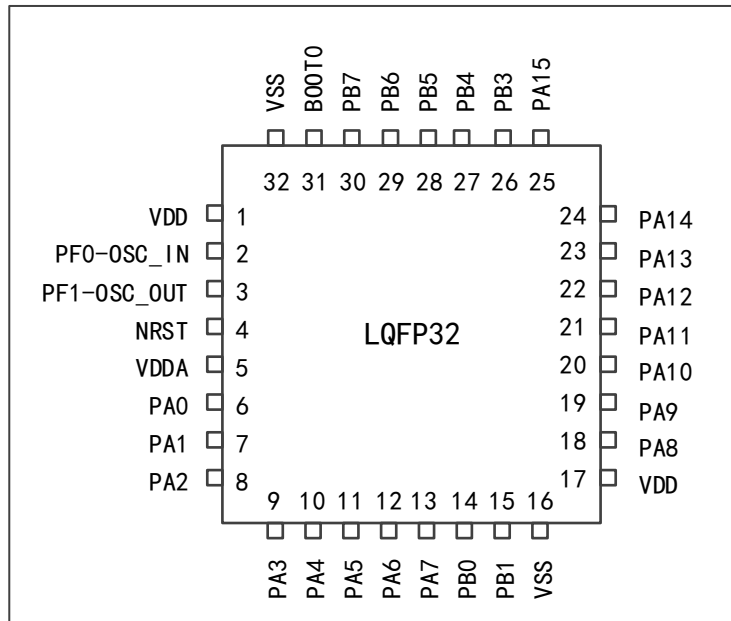 VSS
BOOT0
PB7
PB6
PB5
PB4
PB3
PA15
32 31 30 29 28 27 26 25
VDD 1 24 PA14
PF0-OSC_IN 2 23 PA13
PF1-OSC_OUT 3 22 PA12
NRST 4 LQFP32 21 PA11
VDDA 5 20 PA10
PA0 6 19 PA9
PA1 7 18 PA8
PA2 8 17 VDD
9 10 11 12 13 14 15 16
PA3
PA4
PA5
PA6
PA7
PB0
PB1
VSS